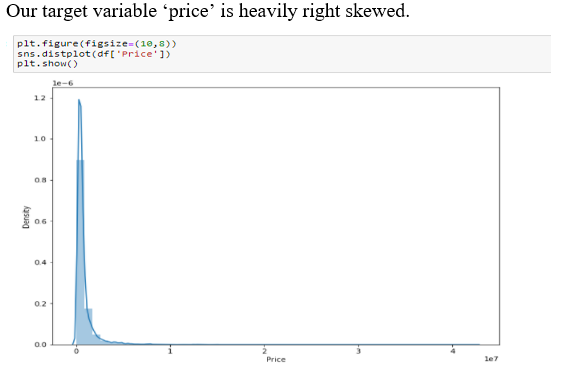 Our target variable ‘price’ is heavily right skewed.
plt.figure(figsize=(10,8))
sns.distplot(df['Price'])
plt.show()
1e-6
1.2
1.0
0.8
0.6
0.4
0.2
0.0
Density
0 1 2 3 4
Price
1e7